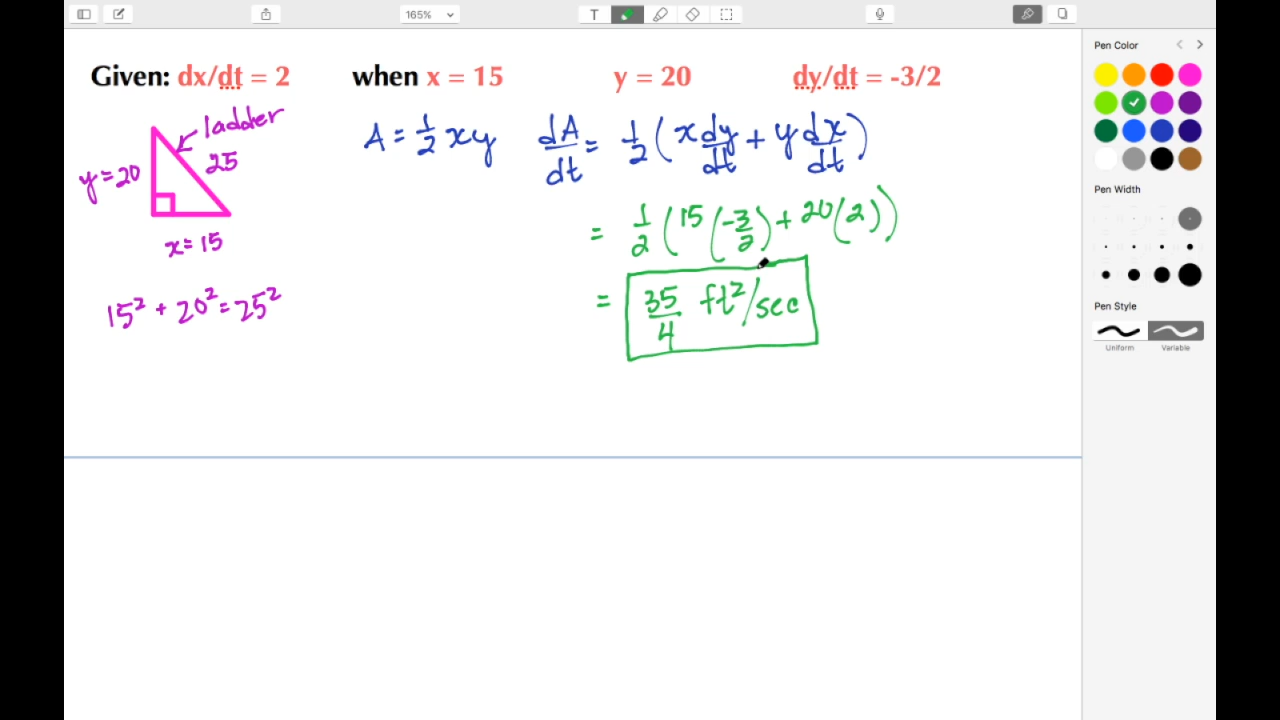 165%
T
Given: dx/dt = 2 when x = 15 y = 20 dy/dt = -3/2
ladder
25
y = 20
x = 15
15² + 20² = 25²
A = 1/2 xy dA/dt = 1/2 ( x dy/dt + y dx/dt )
= 1/2 ( 15 ( -3/2 ) + 20 ( 2 ) )
= 35/4 ft²/sec
Pen Color
Pen Width
Pen Style
Uniform Variable